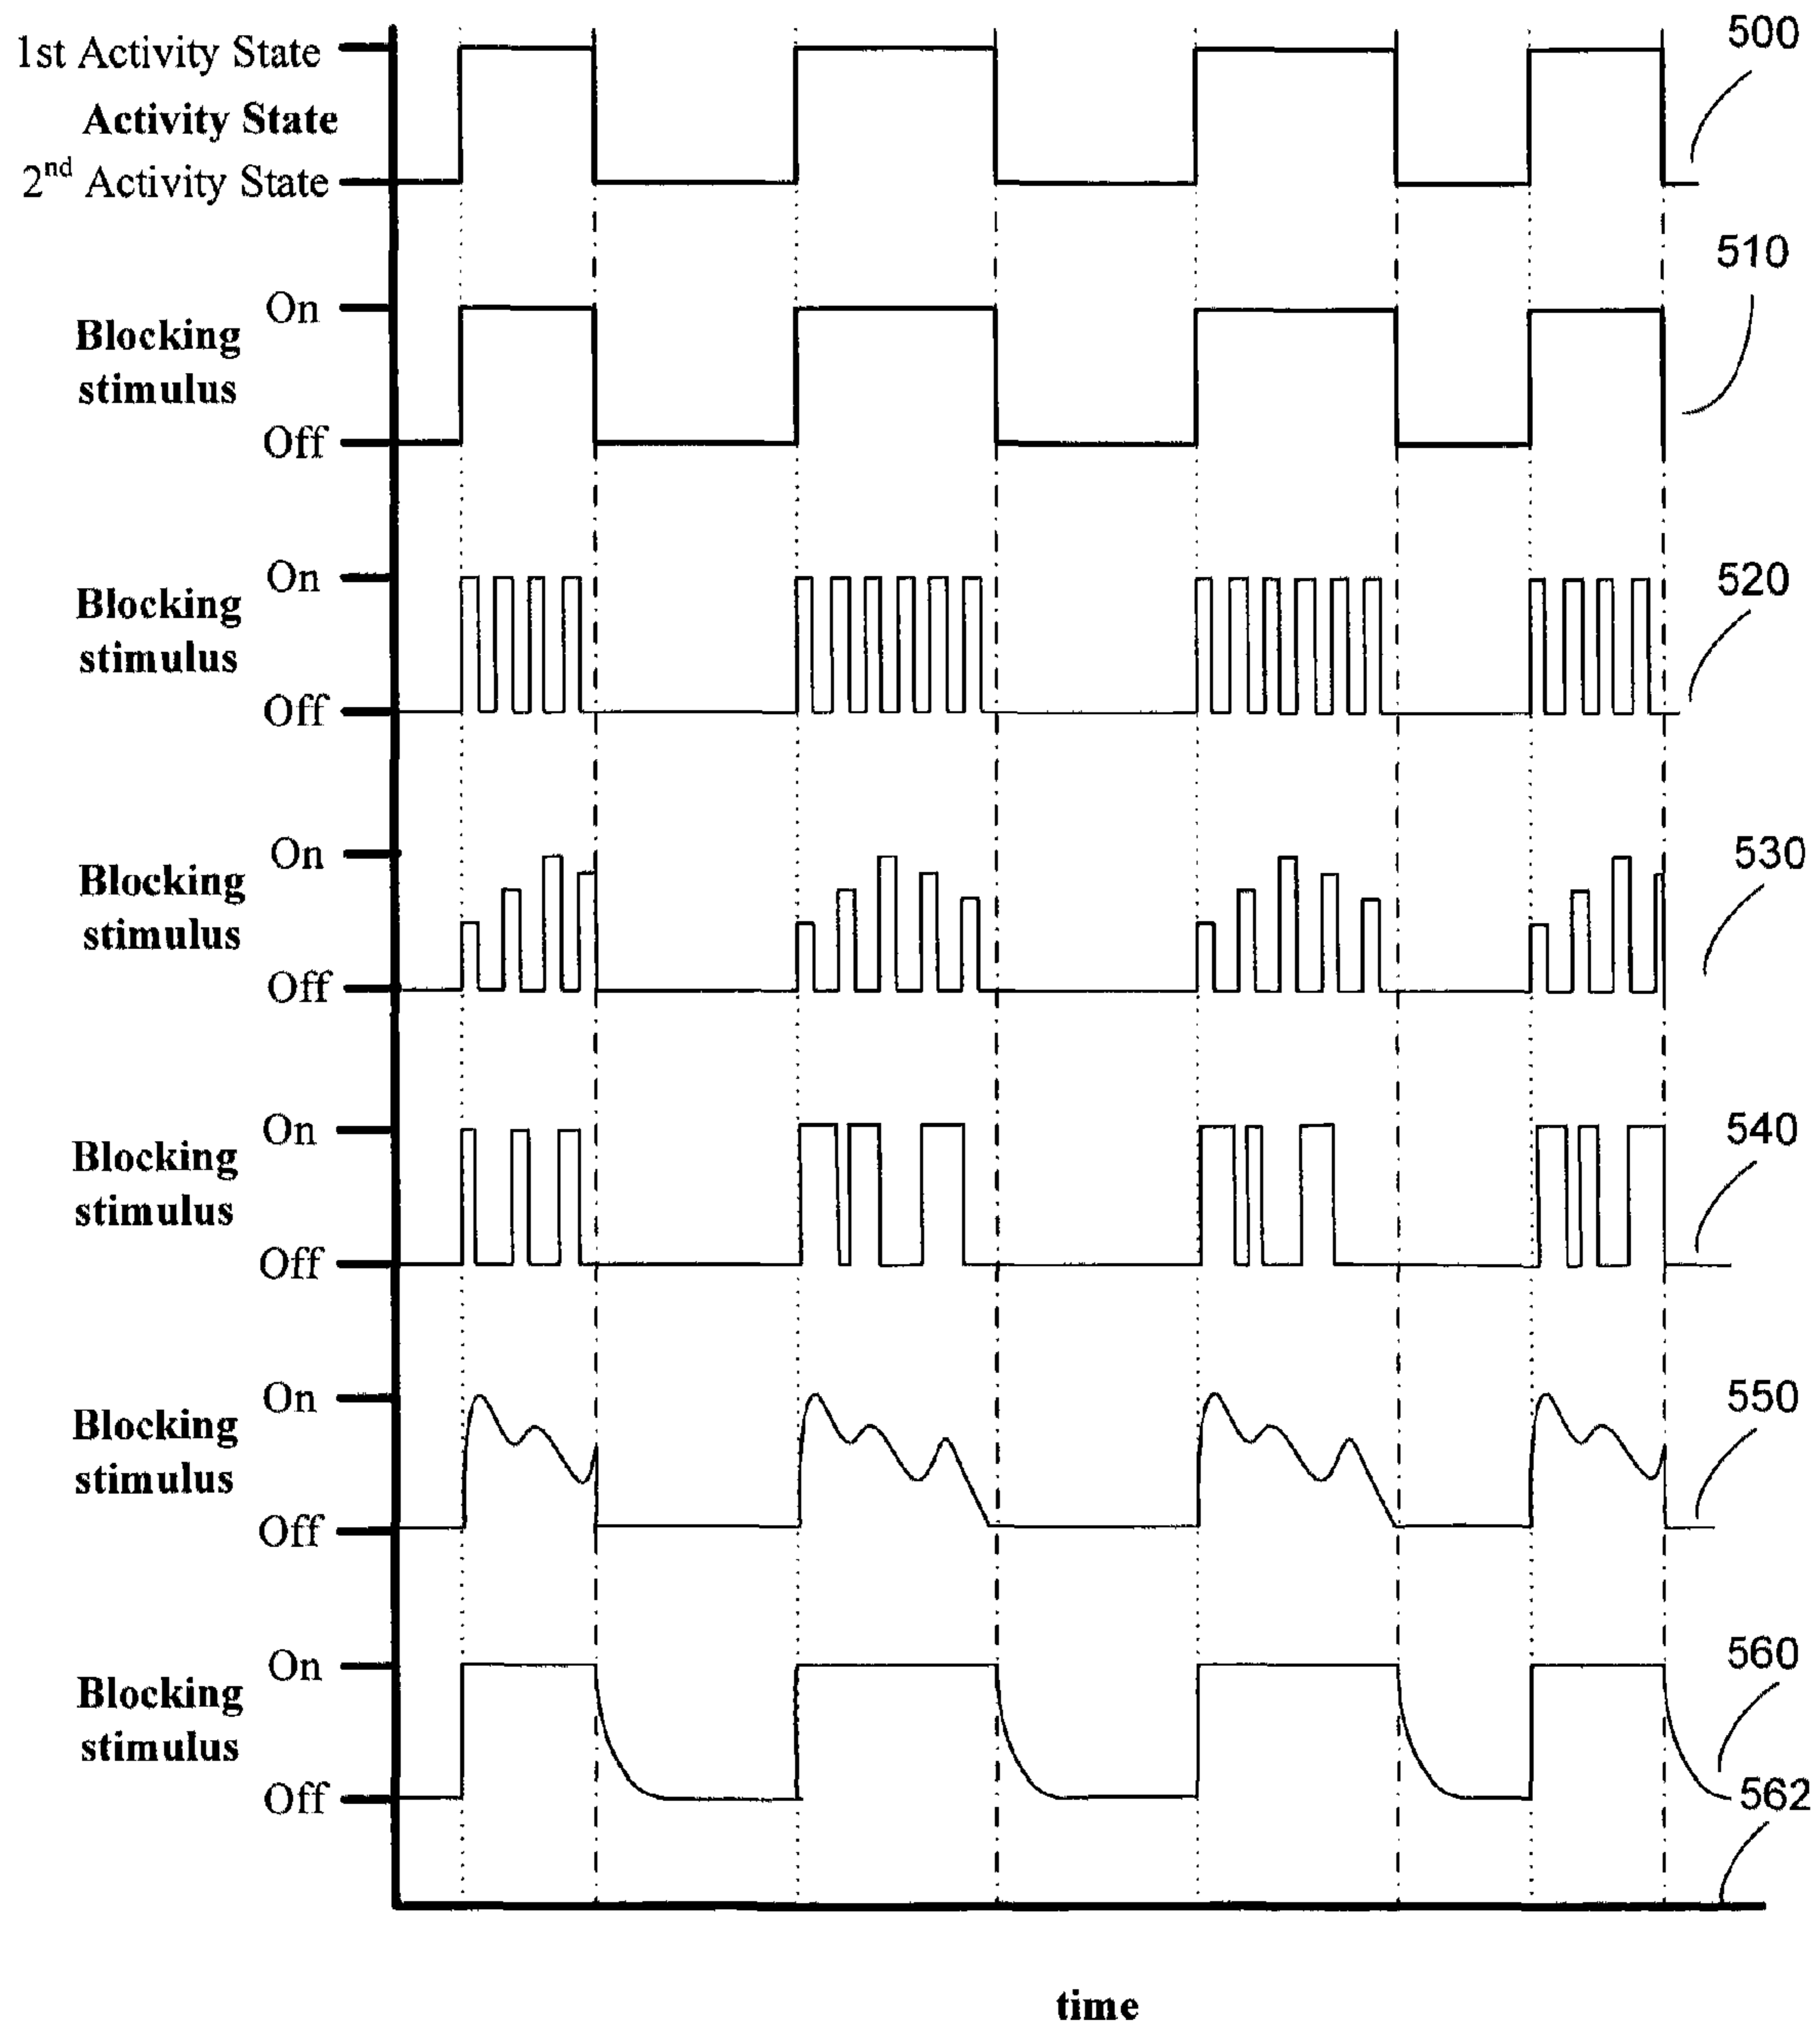 1st Activity State
500
Activity State
2nd Activity State
510
On
Blocking
stimulus
Off
On
520
Blocking
stimulus
Off
On
530
Blocking
stimulus
Off
On
540
Blocking
stimulus
Off
On
550
Blocking
stimulus
Off
On
560
Blocking
stimulus
Off
562
time